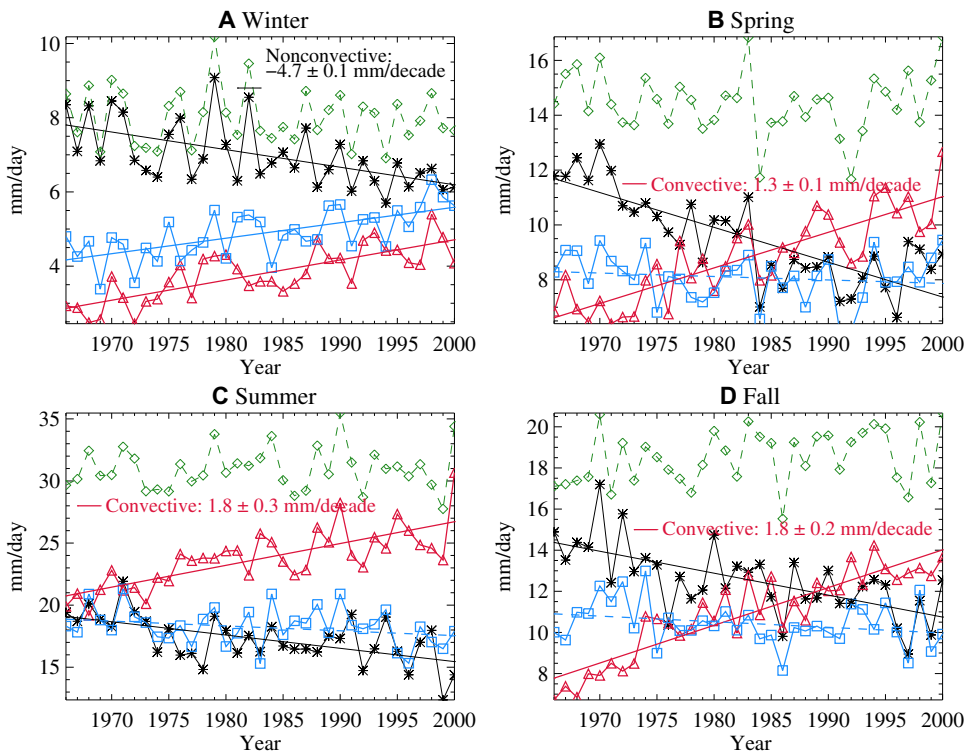 A Winter
10
8
6
4
mm/day
Nonconvective:
−4.7 ± 0.1 mm/decade
1970 1975 1980 1985 1990 1995 2000
Year
B Spring
16
14
12
10
8
mm/day
Convective: 1.3 ± 0.1 mm/decade
1970 1975 1980 1985 1990 1995 2000
Year
C Summer
35
30
25
20
15
mm/day
Convective: 1.8 ± 0.3 mm/decade
1970 1975 1980 1985 1990 1995 2000
Year
D Fall
20
18
16
14
12
10
8
mm/day
Convective: 1.8 ± 0.2 mm/decade
1970 1975 1980 1985 1990 1995 2000
Year